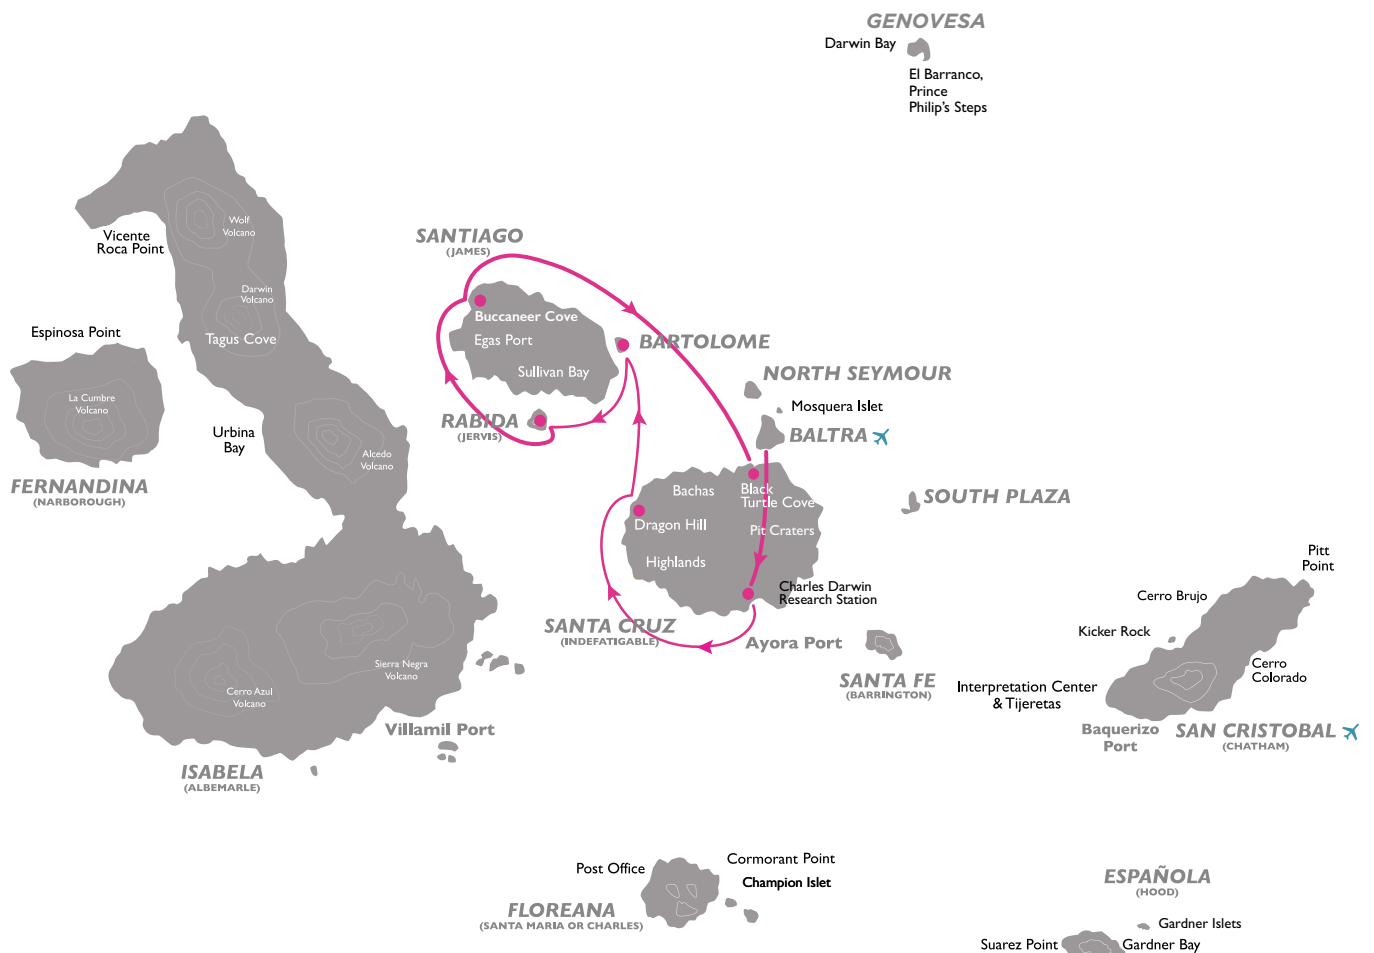 GENOVESA
Darwin Bay
El Barranco,
Prince
Philip's Steps
Wolf
Volcano
Vicente
Roca Point
SANTIAGO
(JAMES)
Darwin
Volcano
Tagus Cove
Espinosa Point
Buccaneer Cove
Egas Port
Sullivan Bay
BARTOLOME
NORTH SEYMOUR
Mosquera Islet
BALTRA
La Cumbre
Volcano
RABIDA
(JERVIS)
Urbina
Bay
Alcedo
Volcano
FERNANDINA
(NARBOROUGH)
Bachas
Black
Turtle Cove
SOUTH PLAZA
Dragon Hill
Pit Craters
Highlands
Charles Darwin
Research Station
Pitt
Point
Cerro Brujo
SANTA CRUZ
(INDEFATIGABLE)
Ayora Port
Kicker Rock
Sierra Negra
Volcano
Cerro Azul
Volcano
SANTA FE
(BARRINGTON)
Cerro
Colorado
Interpretation Center
& Tijeretas
Villamil Port
Baquerizo
Port
SAN CRISTOBAL
(CHATHAM)
ISABELA
(ALBEMARLE)
Post Office
Cormorant Point
Champion Islet
FLOREANA
(SANTA MARIA OR CHARLES)
ESPAÑOLA
(HOOD)
Gardner Islets
Suarez Point
Gardner Bay